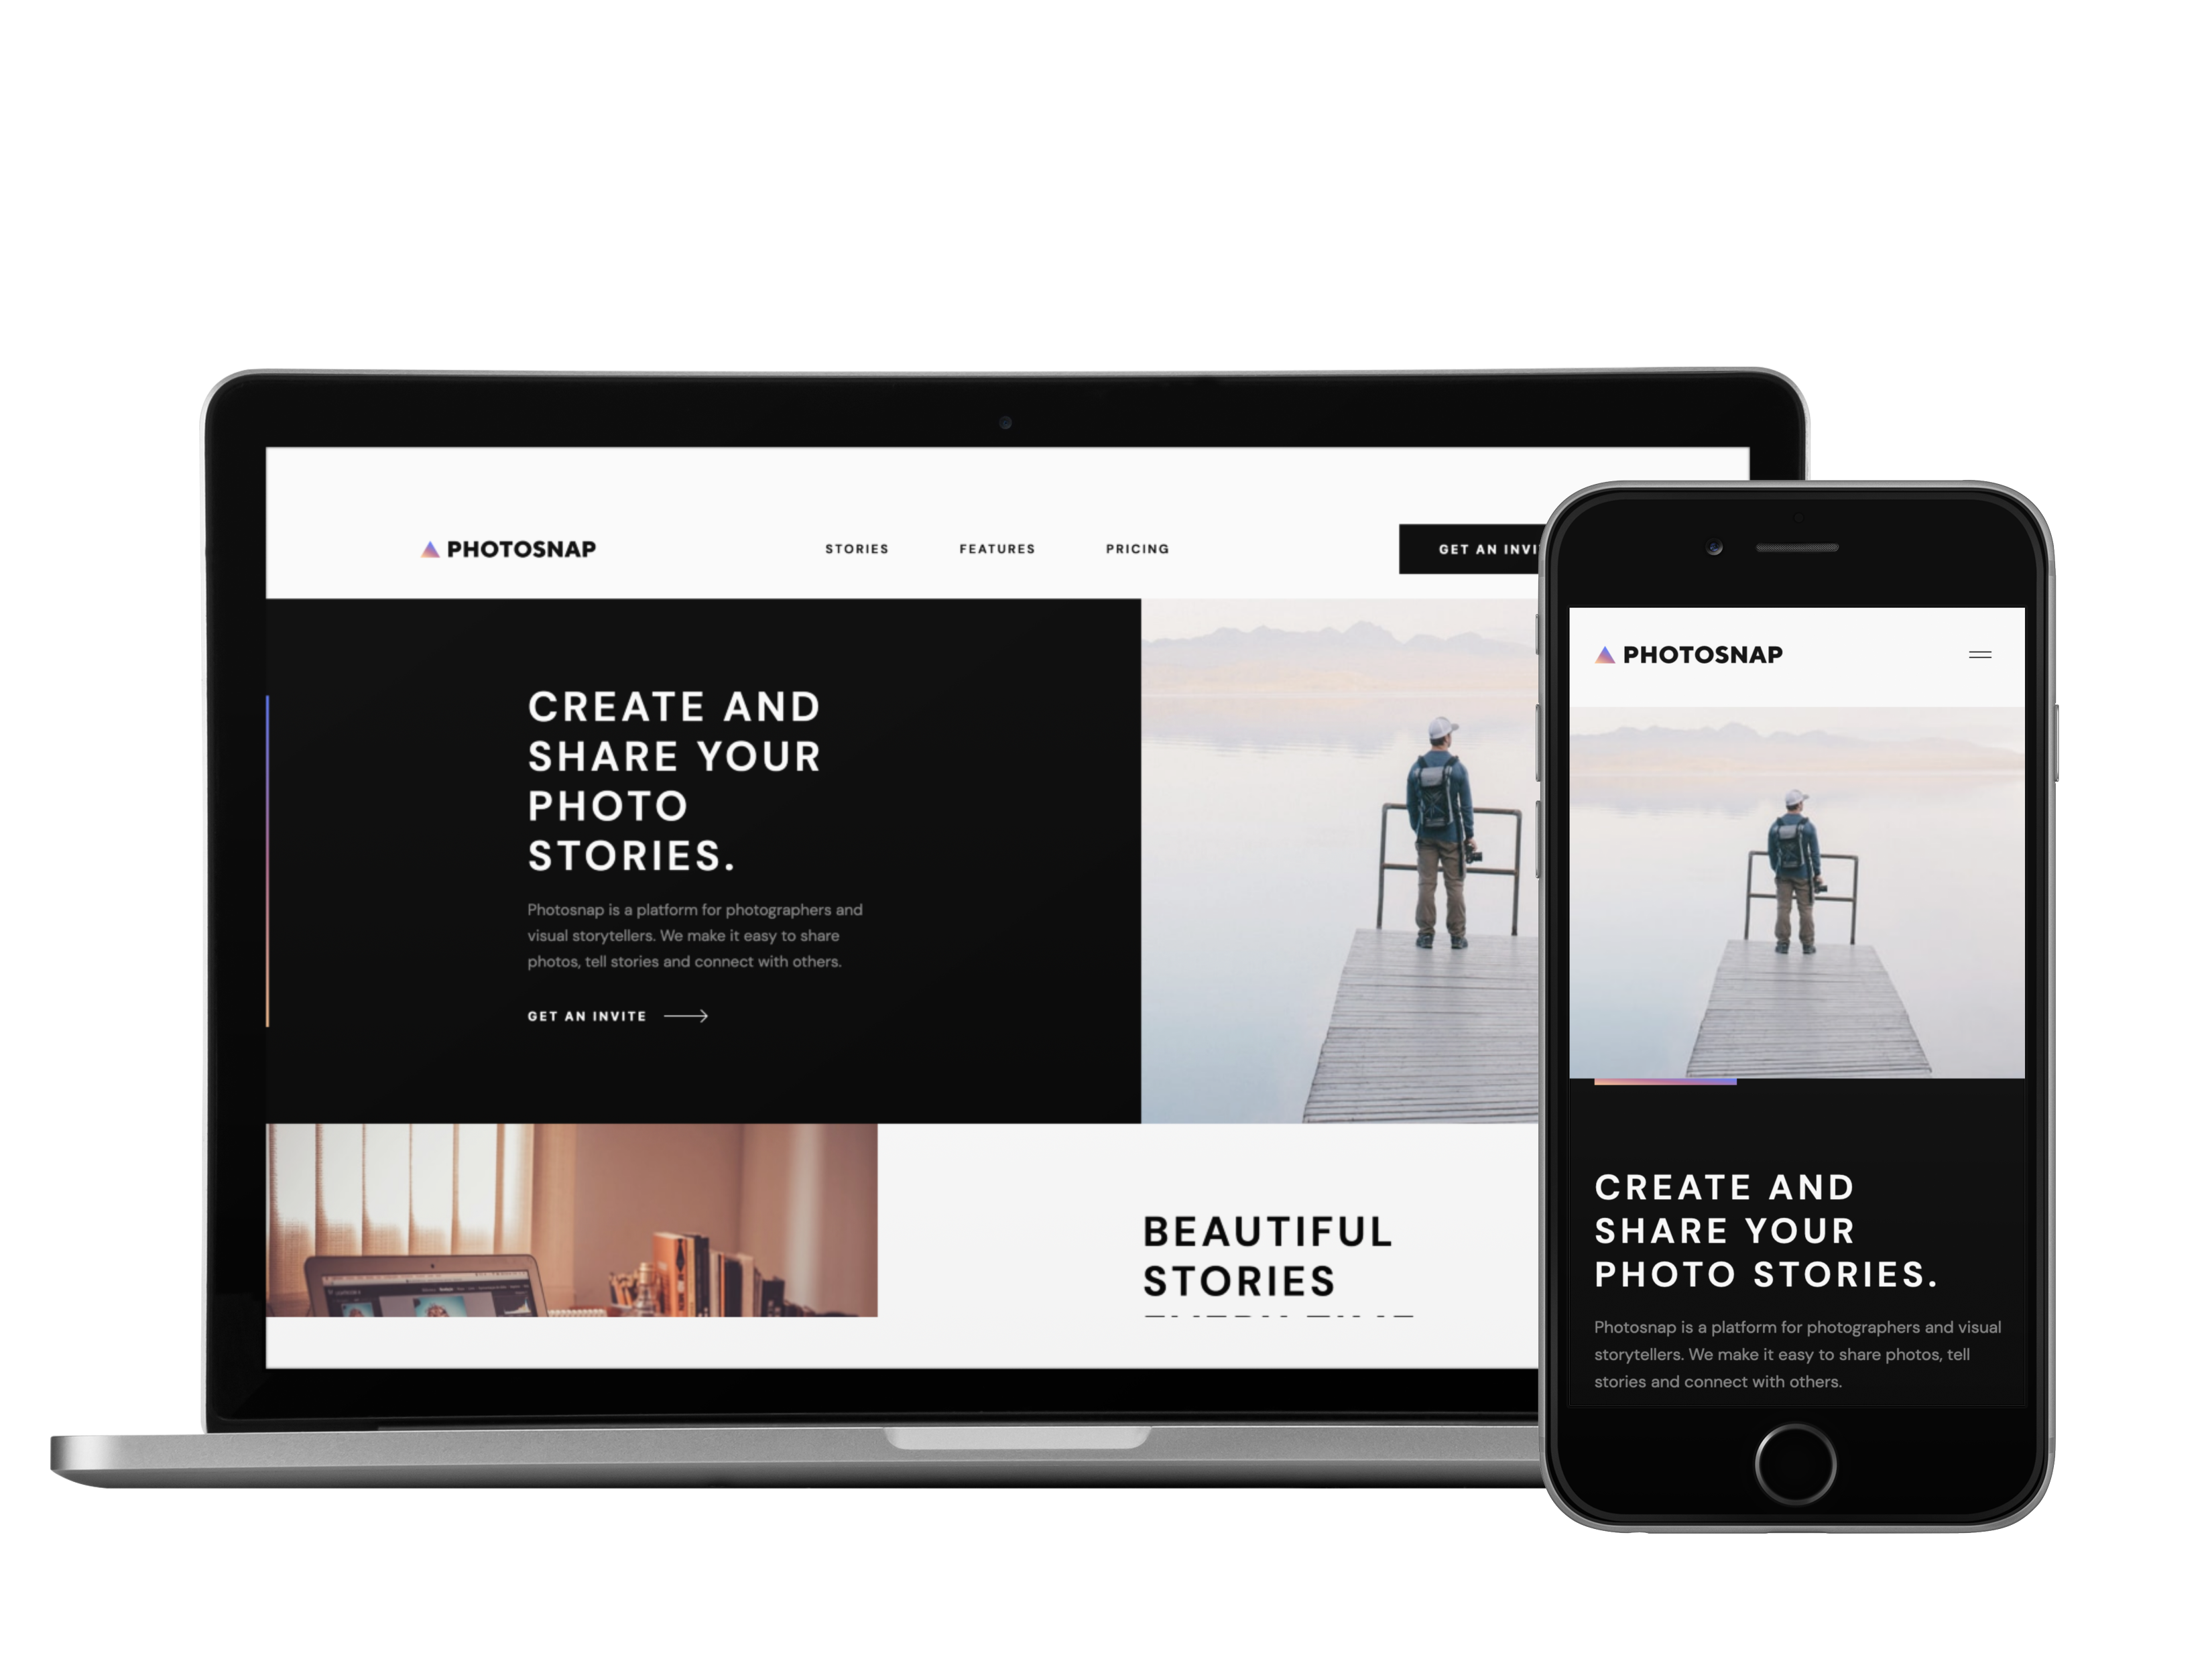 PHOTOSNAP
STORIES
FEATURES
PRICING
GET AN
CREATE AND
SHARE YOUR
PHOTO
STORIES.
Photosnap is a platform for photographers and
visual storytellers. We make it easy to share
photos, tell stories and connect with others.
GET AN INVITE
BEAUTIFUL
STORIES
PHOTOSNAP
CREATE AND
SHARE YOUR
PHOTO STORIES.
Photosnap is a platform for photographers and visual
storytellers. We make it easy to share photos, tell
stories and connect with others.